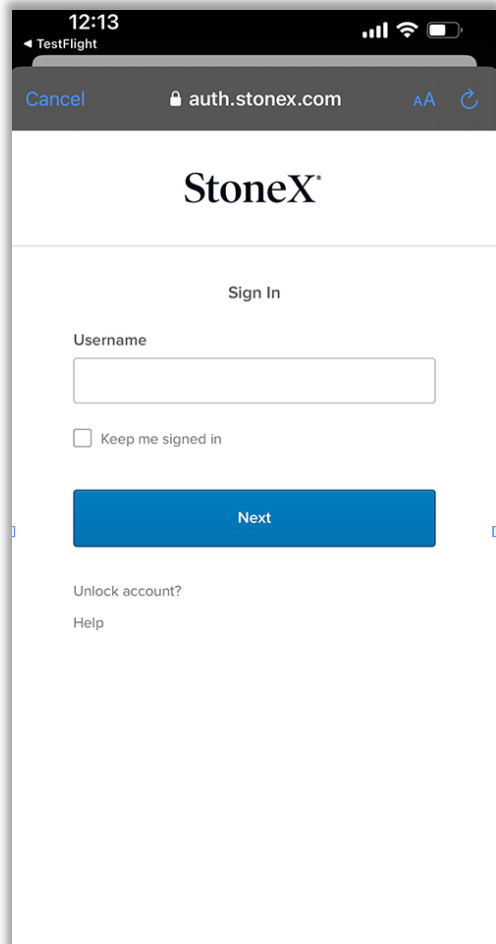 12:13
◀ TestFlight
Cancel auth.stonex.com AA
StoneX
Sign In
Username
Keep me signed in
Next
Unlock account?
Help